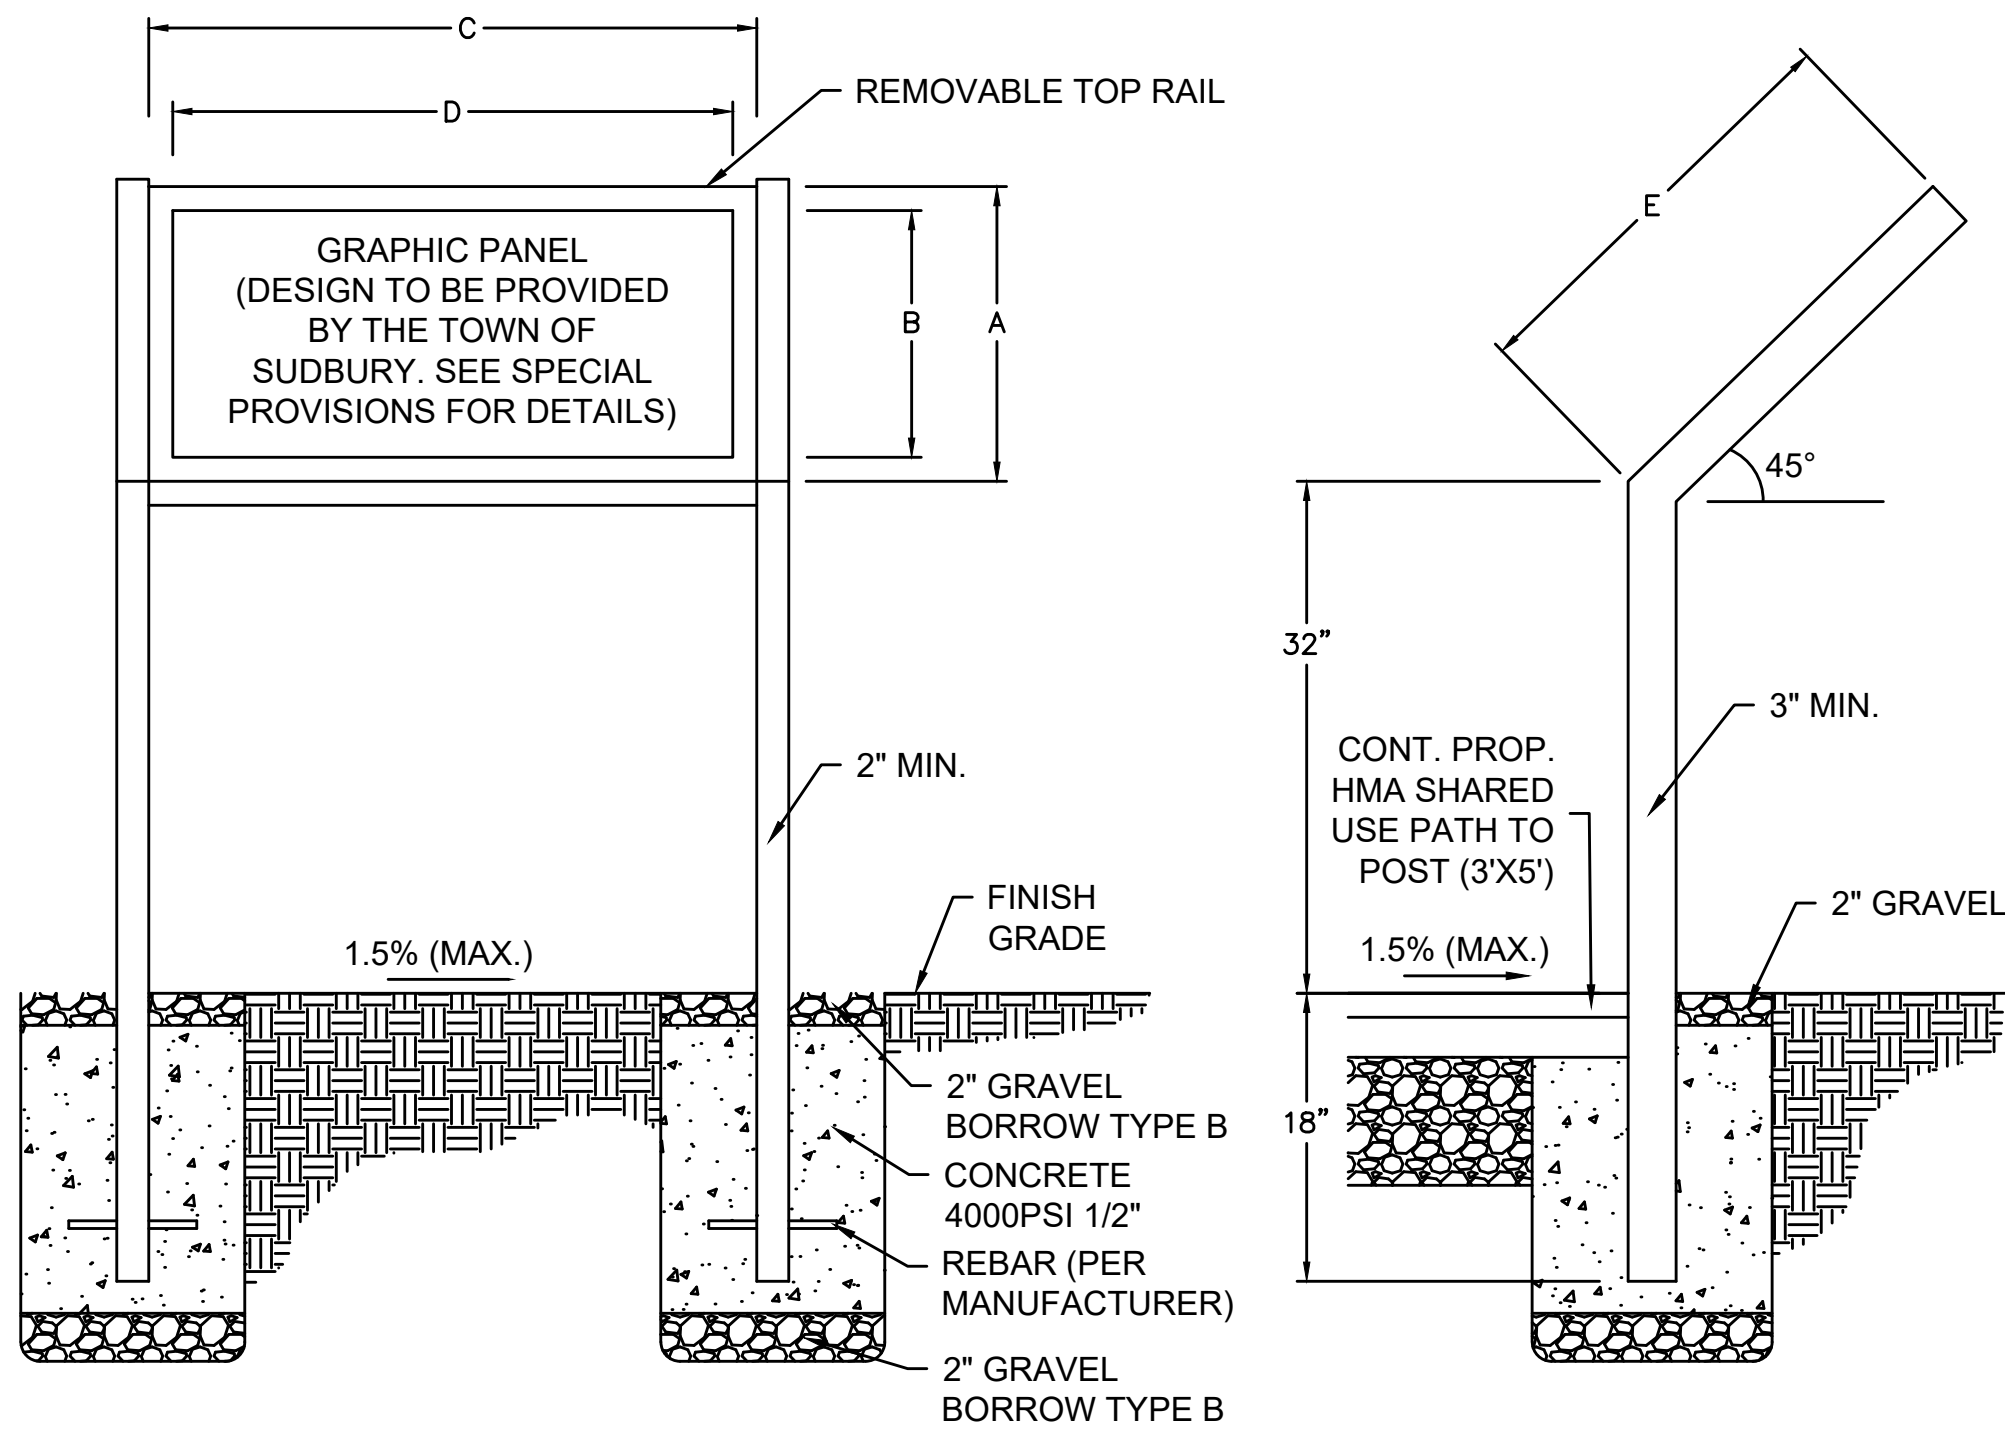 C
D
REMOVABLE TOP RAIL
GRAPHIC PANEL
(DESIGN TO BE PROVIDED
BY THE TOWN OF
SUDBURY. SEE SPECIAL
PROVISIONS FOR DETAILS)
B
A
2" MIN.
FINISH
GRADE
1.5% (MAX.)
2" GRAVEL
BORROW TYPE B
CONCRETE
4000PSI 1/2"
REBAR (PER
MANUFACTURER)
2" GRAVEL
BORROW TYPE B
E
45°
32”
3" MIN.
CONT. PROP.
HMA SHARED
USE PATH TO
POST (3'X5')
2" GRAVEL
1.5% (MAX.)
18”